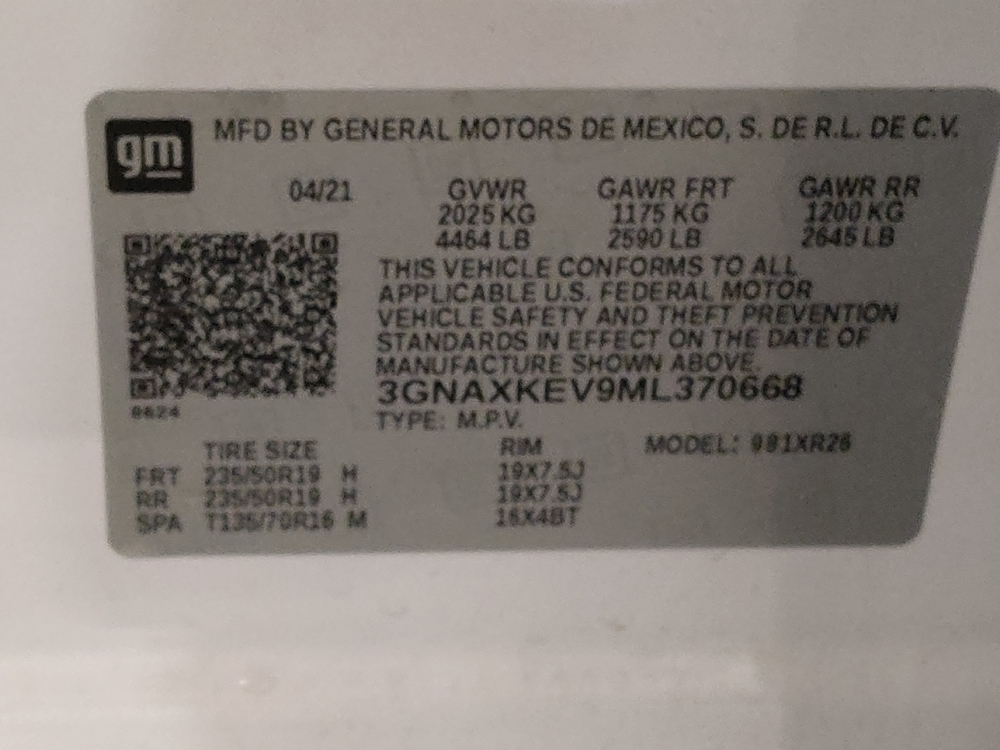 gm
MFD BY GENERAL MOTORS DE MEXICO, S. DE R.L. DE C.V.
04/21 GVWR GAWR FRT GAWR RR
2025 KG 1175 KG 1200 KG
4464 LB 2590 LB 2645 LB
THIS VEHICLE CONFORMS TO ALL
APPLICABLE U.S. FEDERAL MOTOR
VEHICLE SAFETY AND THEFT PREVENTION
STANDARDS IN EFFECT ON THE DATE OF
MANUFACTURE SHOWN ABOVE.
3GNAXKEV9ML370668
TYPE: M.P.V.
TIRE SIZE RIM MODEL: 981XR26
FRT 235/50R19 H 19X7.5J
RR 235/50R19 H 19X7.5J
SPA T135/70R16 M 16X4BT